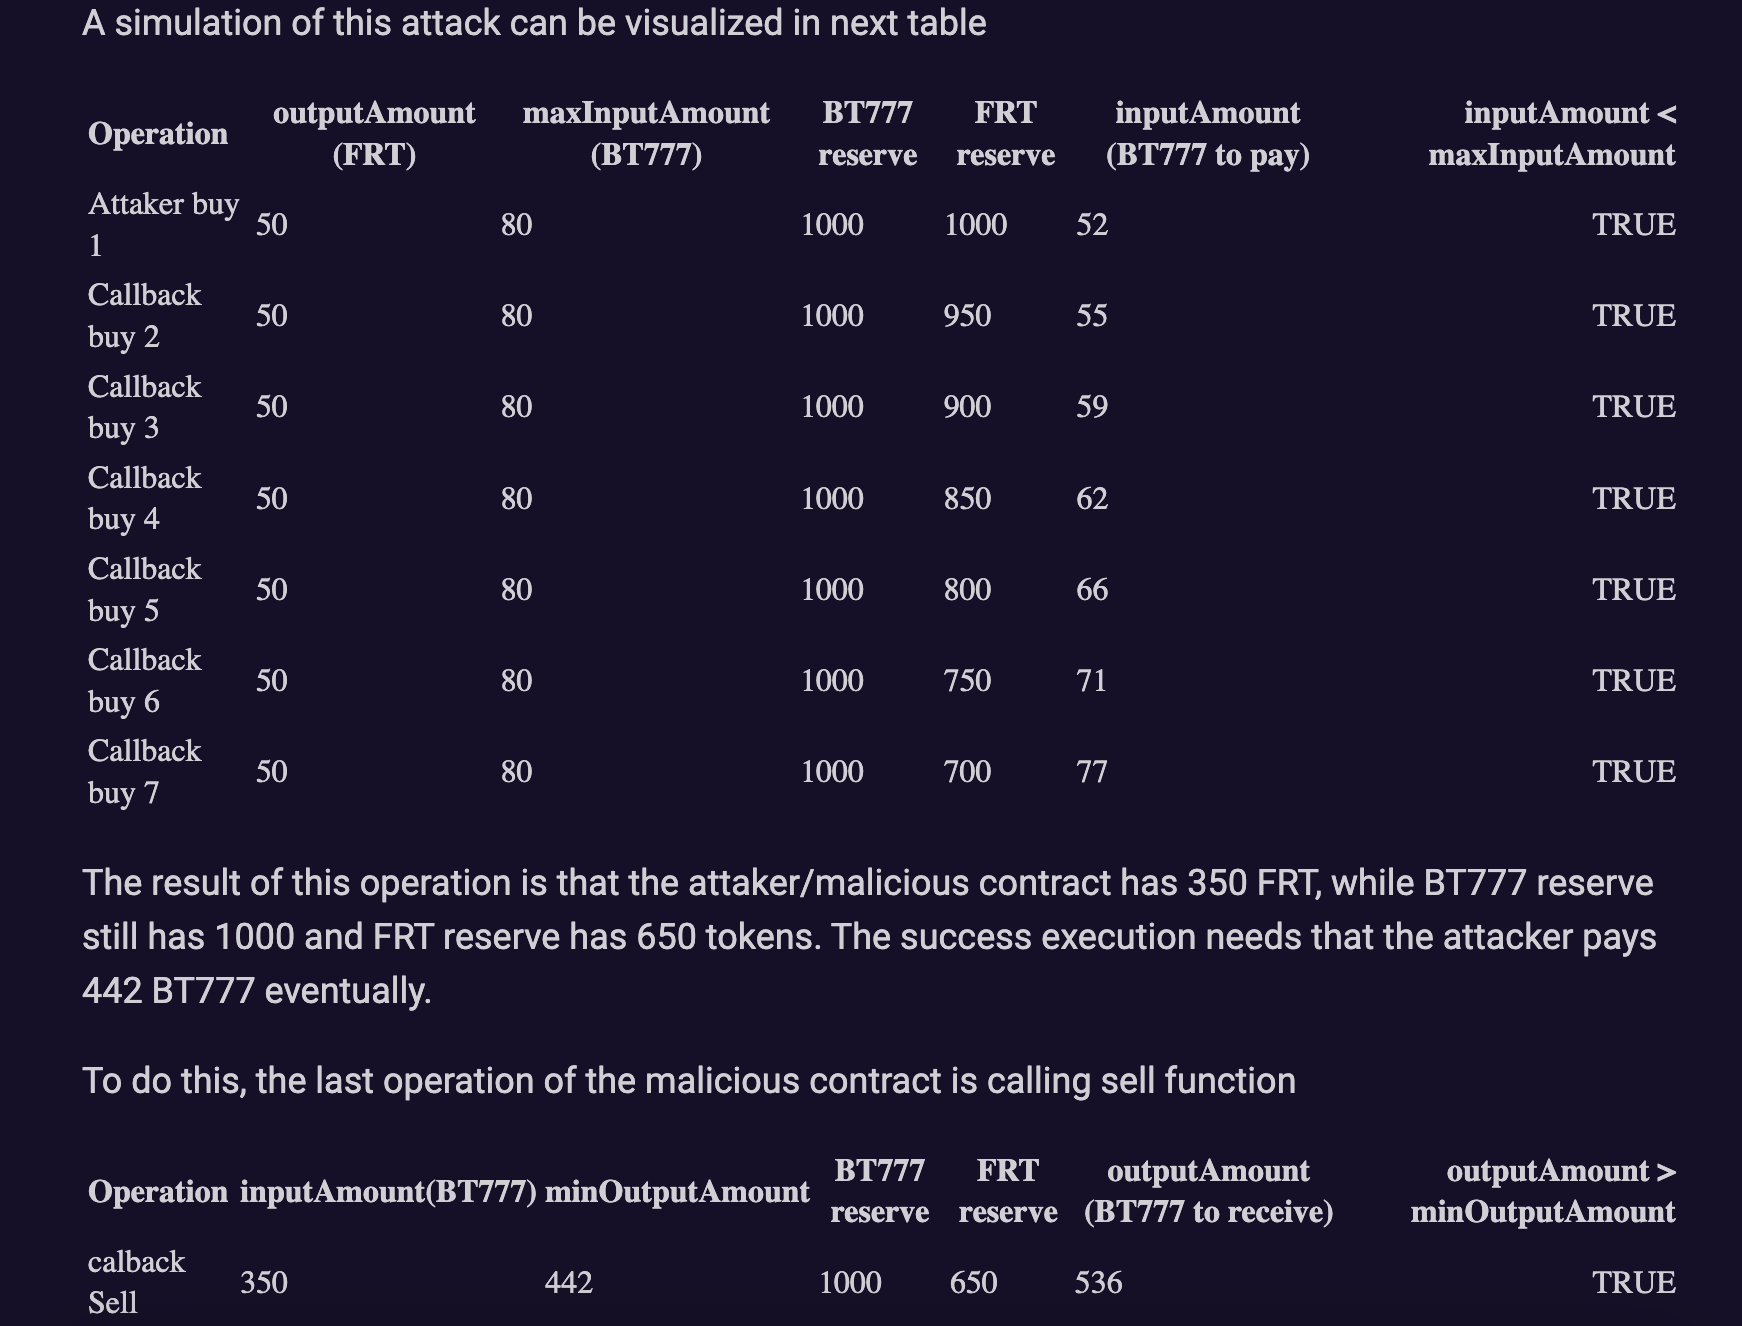 A simulation of this attack can be visualized in next table
Operation outputAmount (FRT) maxInputAmount (BT777) BT777 reserve FRT reserve inputAmount (BT777 to pay) inputAmount < maxInputAmount
Attaker buy 1 50 80 1000 1000 52 TRUE
Callback buy 2 50 80 1000 950 55 TRUE
Callback buy 3 50 80 1000 900 59 TRUE
Callback buy 4 50 80 1000 850 62 TRUE
Callback buy 5 50 80 1000 800 66 TRUE
Callback buy 6 50 80 1000 750 71 TRUE
Callback buy 7 50 80 1000 700 77 TRUE
The result of this operation is that the attaker/malicious contract has 350 FRT, while BT777 reserve
still has 1000 and FRT reserve has 650 tokens. The success execution needs that the attacker pays
442 BT777 eventually.
To do this, the last operation of the malicious contract is calling sell function
Operation inputAmount(BT777) minOutputAmount BT777 reserve FRT reserve outputAmount (BT777 to receive) outputAmount > minOutputAmount
calback Sell 350 442 1000 650 536 TRUE